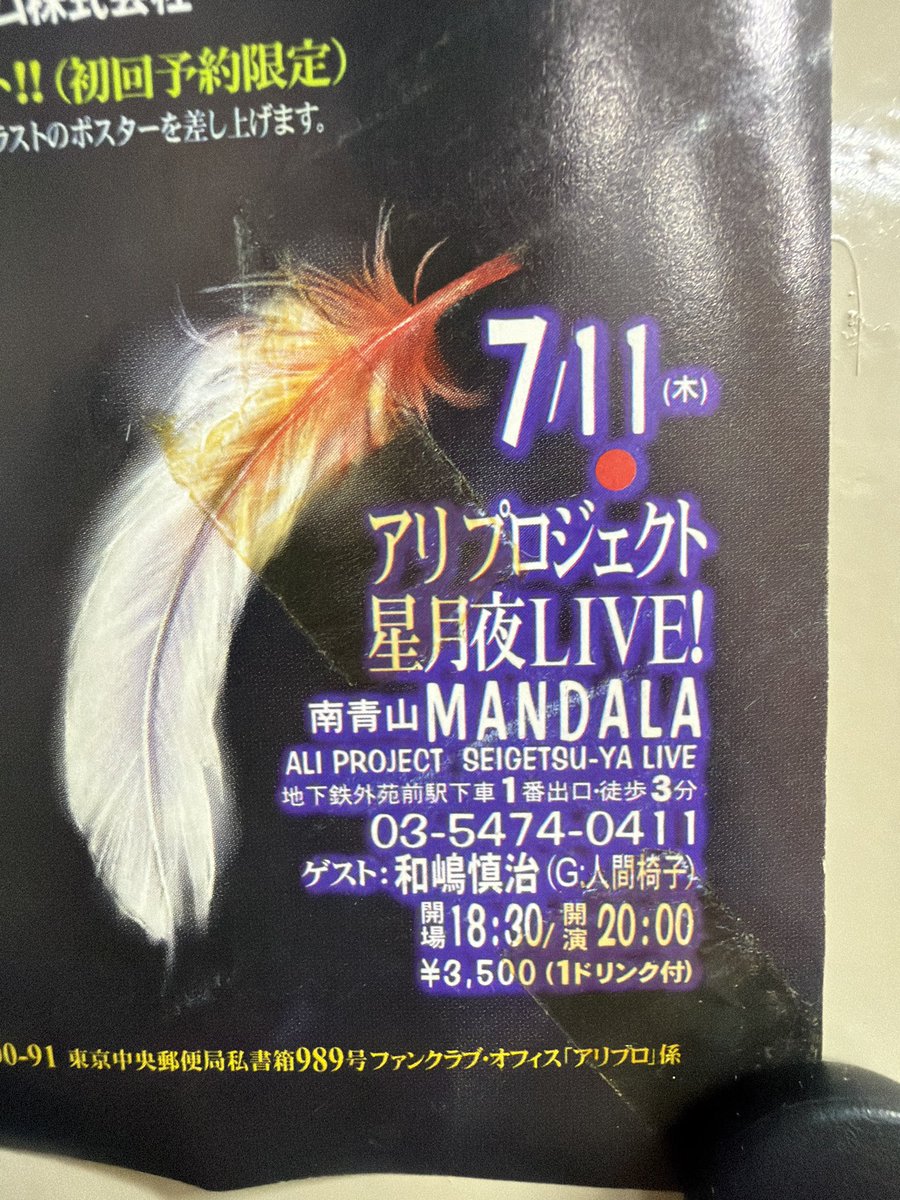 株式会社
!!(初回予約限定)
ラストのポスターを差し上げます。
7/11(木)
アリプロジェクト
星月夜LIVE!
南青山MANDALA
ALI PROJECT SEIGETSU-YA LIVE
地下鉄外苑前駅下車1番出口・徒歩3分
03-5474-0411
ゲスト:和嶋慎治(G:人間椅子)
開場18:30/開演20:00
¥3,500(1ドリンク付)
0-91 東京中央郵便局私書箱989号ファンクラブ・オフィス「アリプロ」係